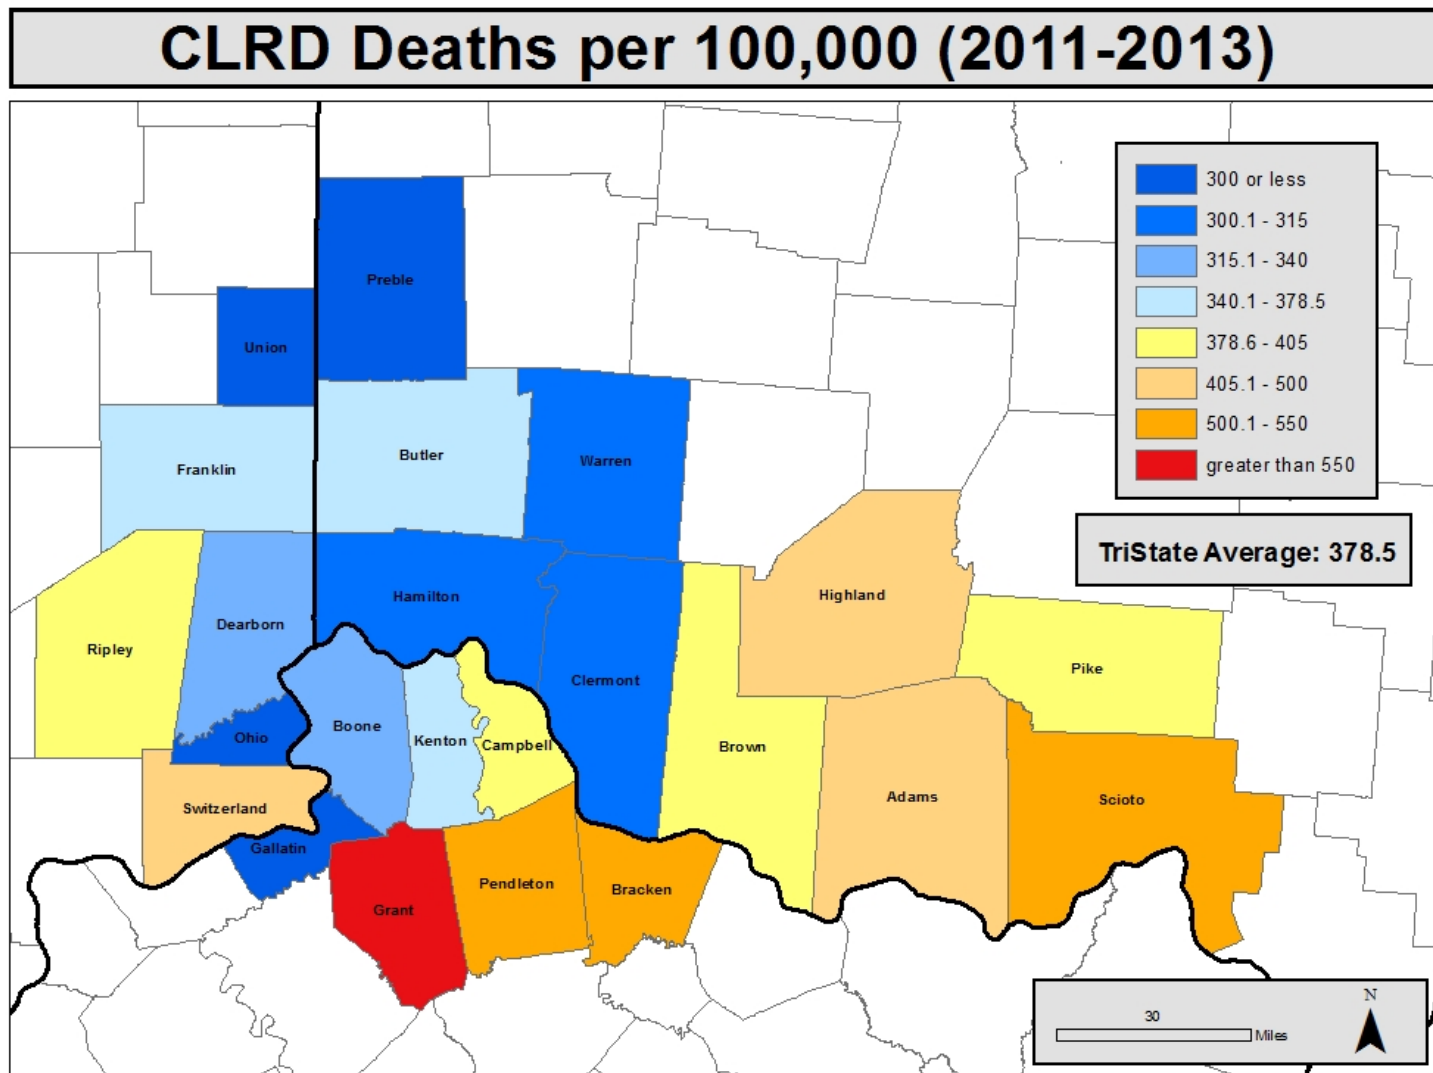 CLRD Deaths per 100,000 (2011-2013)
300 or less
300.1 - 315
315.1 - 340
340.1 - 378.5
378.6 - 405
405.1 - 500
500.1 - 550
greater than 550
TriState Average: 378.5
Preble
Union
Franklin
Butler
Warren
Hamilton
Highland
Dearborn
Ripley
Pike
Clermont
Boone
Ohio
Kenton
Campbell
Brown
Adams
Scioto
Switzerland
Gallatin
Pendleton
Bracken
Grant
N
30
Miles